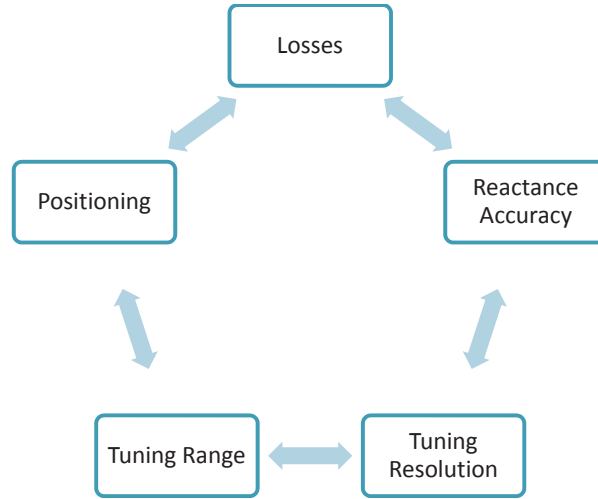 Losses
Positioning
Reactance
Accuracy
Tuning Range
Tuning
Resolution